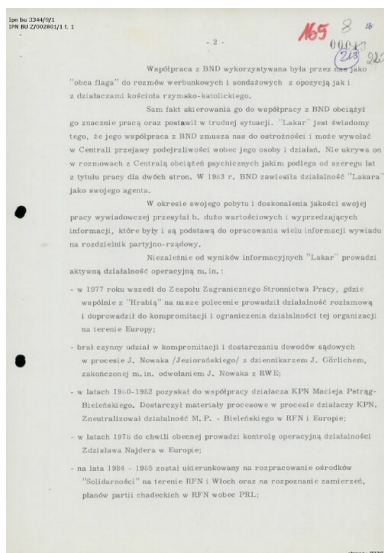 ipn bu 3344/9/1
IPN BU 2/002801/1 t. 1
165 8
- 2 -
Współpraca z BND wykorzystywana była przez nas jako
"obca flaga" do rozmów werbunkowych i sondażowych z opozycją jak i
z działaczami kościoła rzymsko-katolickiego.
Sam fakt skierowania go do współpracy z BND obciążył
go znacznie pracą oraz postawił w trudnej sytuacji. "Lakar" jest świadomy
tego, że jego współpraca z BND zmusza nas do ostrożności i może wywołać
w Centrali przejawy podejrzliwości wobec jego osoby i działań. Nie ukrywa on
w rozmowach z Centralą obciążeń psychicznych jakim podlega od szeregu lat
z tytułu pracy dla dwóch stron. W 1983 r. BND zawiesiła działalność "Lakara"
jako swojego agenta.
W okresie swojego pobytu i doskonalenia jakości swojej
pracy wywiadowczej przesyłał b. dużo wartościowych i wyprzedzających
informacji, które były i są podstawą do opracowania wielu informacji wywiadu
na rozdzielnik partyjno-rządowy.
Niezależnie od wyników informacyjnych "Lakar" prowadzi
aktywną działalność operacyjną m.in.:
- w 1977 roku wszedł do Zespołu Zagranicznego Stronnictwa Pracy, gdzie
wspólnie z "Hrabią" na nasze polecenie prowadził działalność rozłamową
i doprowadził do kompromitacji i ograniczenia działalności tej organizacji
na terenie Europy;
- brał czynny udział w kompromitacji i dostarczaniu dowodów sądowych
w procesie J. Nowaka /Jeziorańskiego/ z dziennikarzem J. Görlichem,
zakończonej m.in. odwołaniem J. Nowaka z RWE;
- w latach 1980-1982 pozyskał do współpracy działacza KPN Macieja Pstrąg-
Bieleńskiego. Dostarczył materiały procesowe w procesie działaczy KPN.
Zneutralizował działalność M.P. - Bieleńskiego w RFN i Europie;
- w latach 1975 do chwili obecnej prowadzi kontrolę operacyjną działalności
Zdzisława Najdera w Europie;
- na lata 1984 - 1985 został ukierunkowany na rozpracowanie ośrodków
"Solidarności" na terenie RFN i Włoch oraz na rozpoznanie zamierzeń,
planów partii chadeckich w RFN wobec PRL;